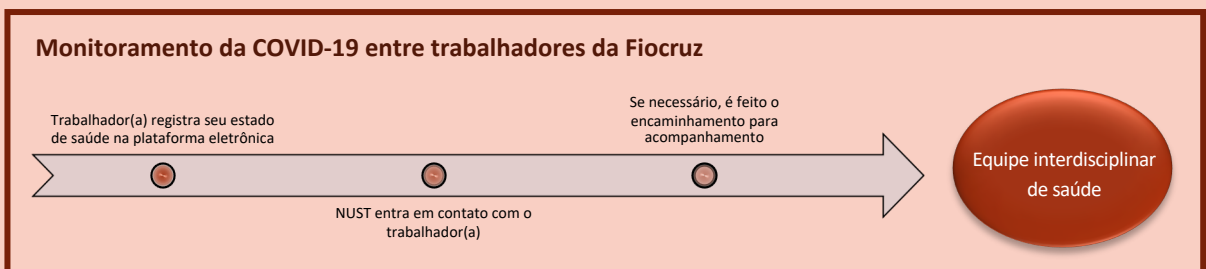 Monitoramento da COVID-19 entre trabalhadores da Fiocruz
Trabalhador(a) registra seu estado
de saúde na plataforma eletrônica
NUST entra em contato com o
trabalhador(a)
Se necessário, é feito o
encaminhamento para
acompanhamento
Equipe interdisciplinar
de saúde